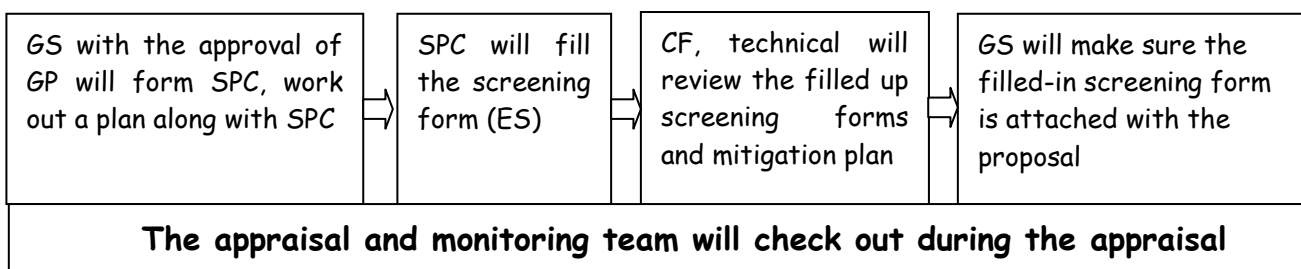 GS with the approval of
GP will form SPC, work
out a plan along with SPC
SPC will fill
the screening
form (ES)
CF, technical will
review the filled up
screening forms
and mitigation plan
GS will make sure the
filled-in screening form
is attached with the
proposal
The appraisal and monitoring team will check out during the appraisal